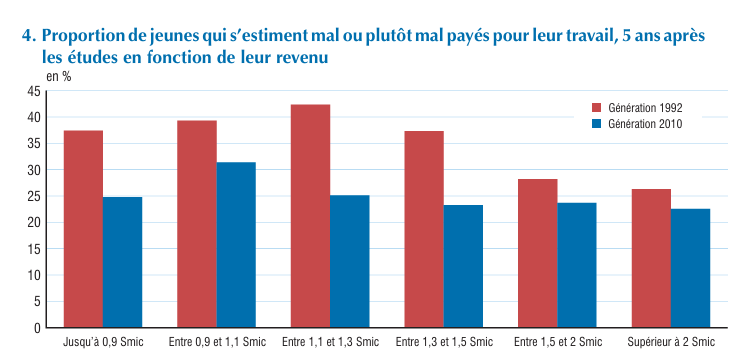 4. Proportion de jeunes qui s’estiment mal ou plutôt mal payés pour leur travail, 5 ans après
les études en fonction de leur revenu
en %
45
40
35
30
25
20
15
10
5
0
Génération 1992
Génération 2010
Jusqu’à 0,9 Smic
Entre 0,9 et 1,1 Smic
Entre 1,1 et 1,3 Smic
Entre 1,3 et 1,5 Smic
Entre 1,5 et 2 Smic
Supérieur à 2 Smic